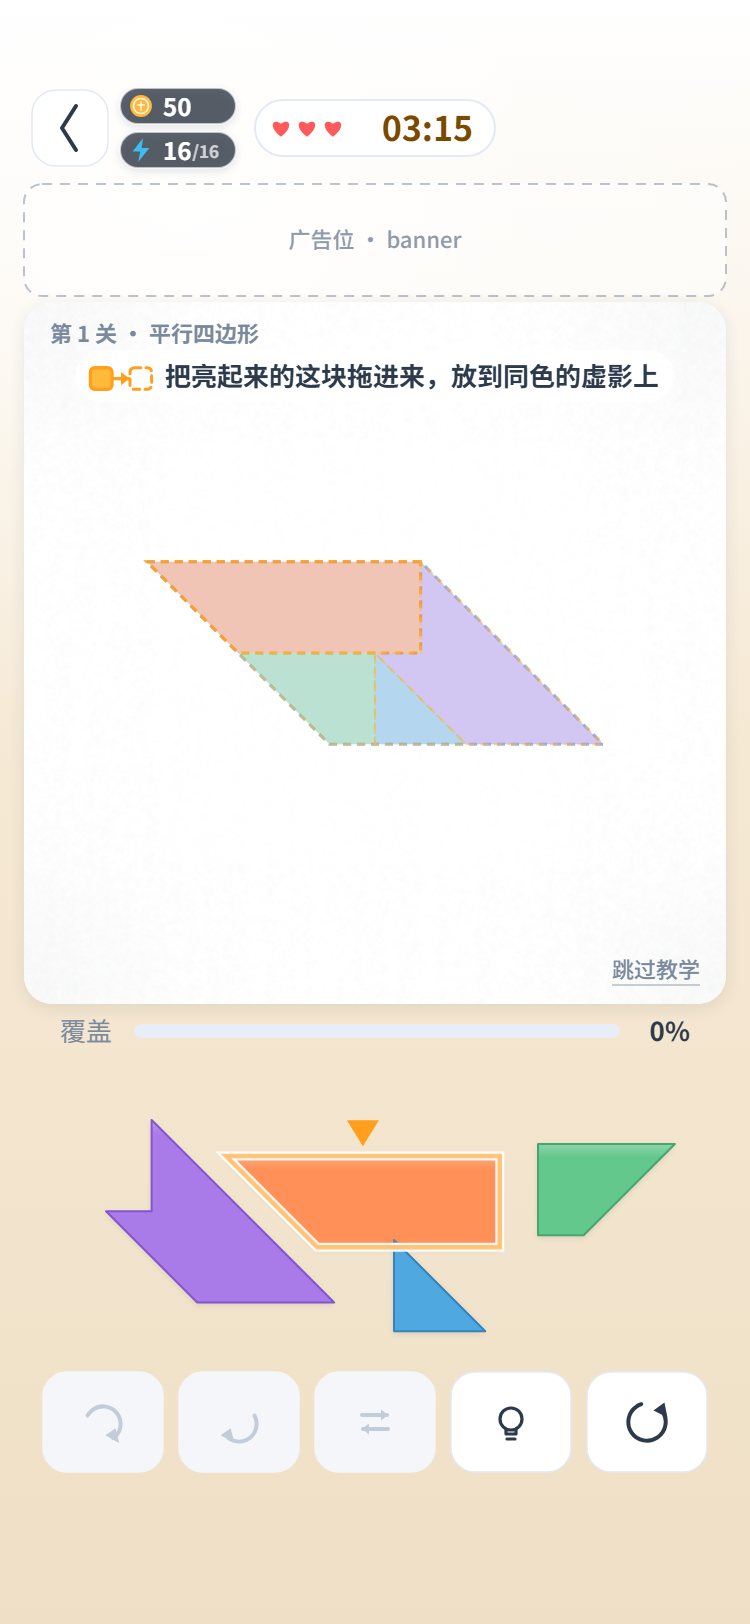 50
16/16
03:15
广告位 · banner
第 1 关 · 平行四边形
把亮起来的这块拖进来，放到同色的虚影上
跳过教学
覆盖 0%